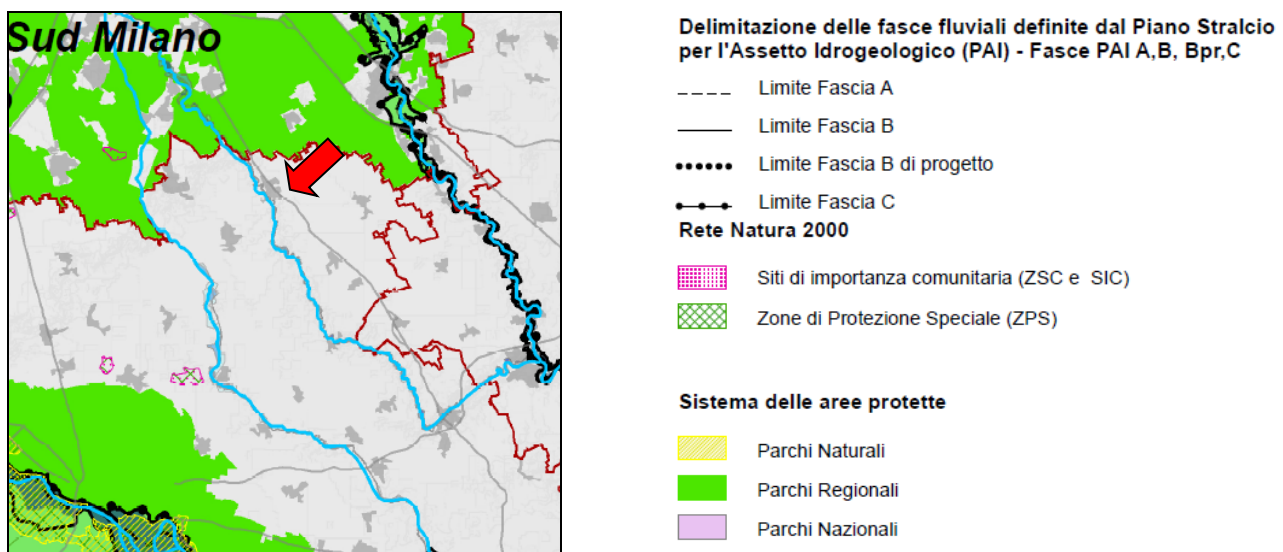 Sud Milano
Delimitazione delle fasce fluviali definite dal Piano Stralcio
per l'Assetto Idrogeologico (PAI) - Fasce PAI A,B, Bpr,C
Limite Fascia A
Limite Fascia B
Limite Fascia B di progetto
Limite Fascia C
Rete Natura 2000
Siti di importanza comunitaria (ZSC e SIC)
Zone di Protezione Speciale (ZPS)
Sistema delle aree protette
Parchi Naturali
Parchi Regionali
Parchi Nazionali